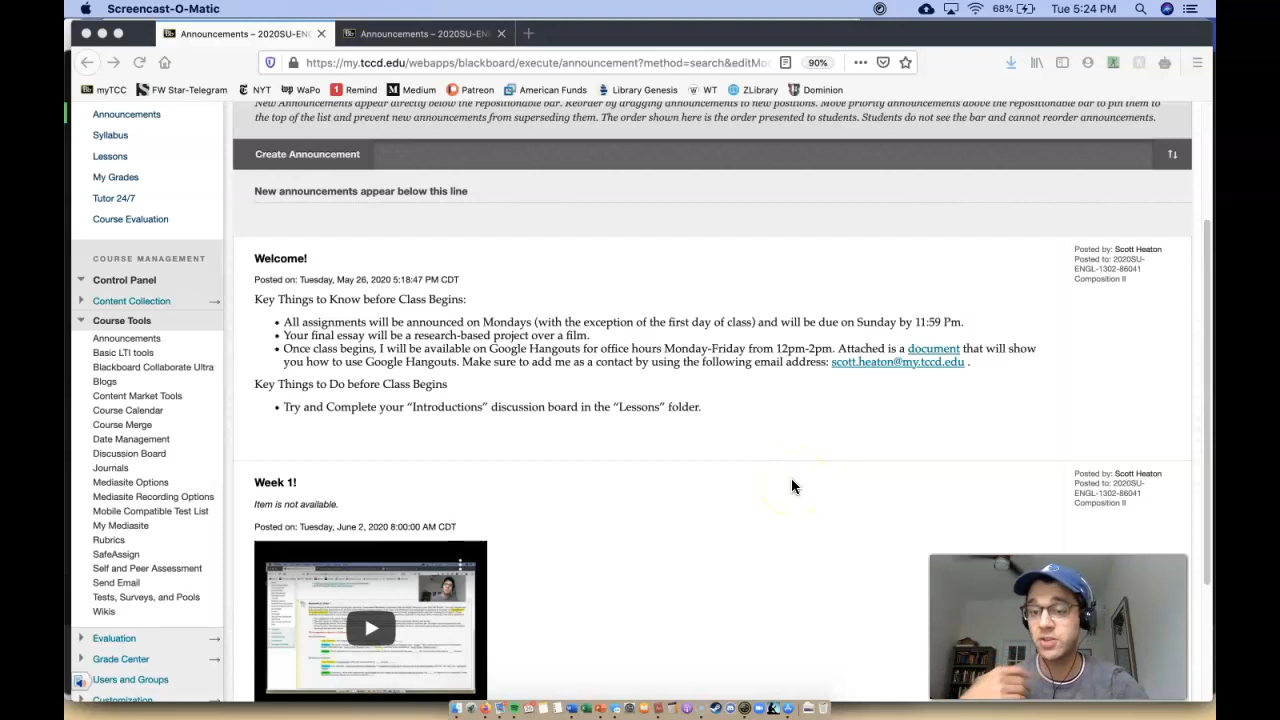 Screencast-O-Matic
68%
Tue 5:24 PM
Announcements – 2020SU-EN
Announcements – 2020SU-EN
https://my.tccd.edu/webapps/blackboard/execute/announcement?method=search&editMo
90%
myTCC
FW Star-Telegram
NYT
WaPo
Remind
Medium
Patreon
American Funds
Library Genesis
WT
ZLibrary
Dominion
New Announcements appear directly below the repositionable bar. Reorder by dragging announcements to new positions. Move priority announcements above the repositionable bar to pin them to
the top of the list and prevent new announcements from superseding them. The order shown here is the order presented to students. Students do not see the bar and cannot reorder announcements.
Announcements
Syllabus
Lessons
My Grades
Tutor 24/7
Course Evaluation
COURSE MANAGEMENT
Control Panel
Content Collection
Course Tools
Announcements
Basic LTI tools
Blackboard Collaborate Ultra
Blogs
Content Market Tools
Course Calendar
Course Merge
Date Management
Discussion Board
Journals
Mediasite Options
Mediasite Recording Options
Mobile Compatible Test List
My Mediasite
Rubrics
SafeAssign
Self and Peer Assessment
Send Email
Tests, Surveys, and Pools
Wikis
Evaluation
Grade Center
Users and Groups
Customization
Create Announcement
New announcements appear below this line
Welcome!
Posted on: Tuesday, May 26, 2020 5:18:47 PM CDT
Key Things to Know before Class Begins:
• All assignments will be announced on Mondays (with the exception of the first day of class) and will be due on Sunday by 11:59 Pm.
• Your final essay will be a research-based project over a film.
• Once class begins, I will be available on Google Hangouts for office hours Monday-Friday from 12pm-2pm. Attached is a document that will show
you how to use Google Hangouts. Make sure to add me as a contact by using the following email address: scott.heaton@my.tccd.edu .
Key Things to Do before Class Begins
• Try and Complete your “Introductions” discussion board in the “Lessons” folder.
Posted by: Scott Heaton
Posted to: 2020SU-
ENGL-1302-86041
Composition II
Week 1!
Item is not available.
Posted on: Tuesday, June 2, 2020 8:00:00 AM CDT
Posted by: Scott Heaton
Posted to: 2020SU-
ENGL-1302-86041
Composition II